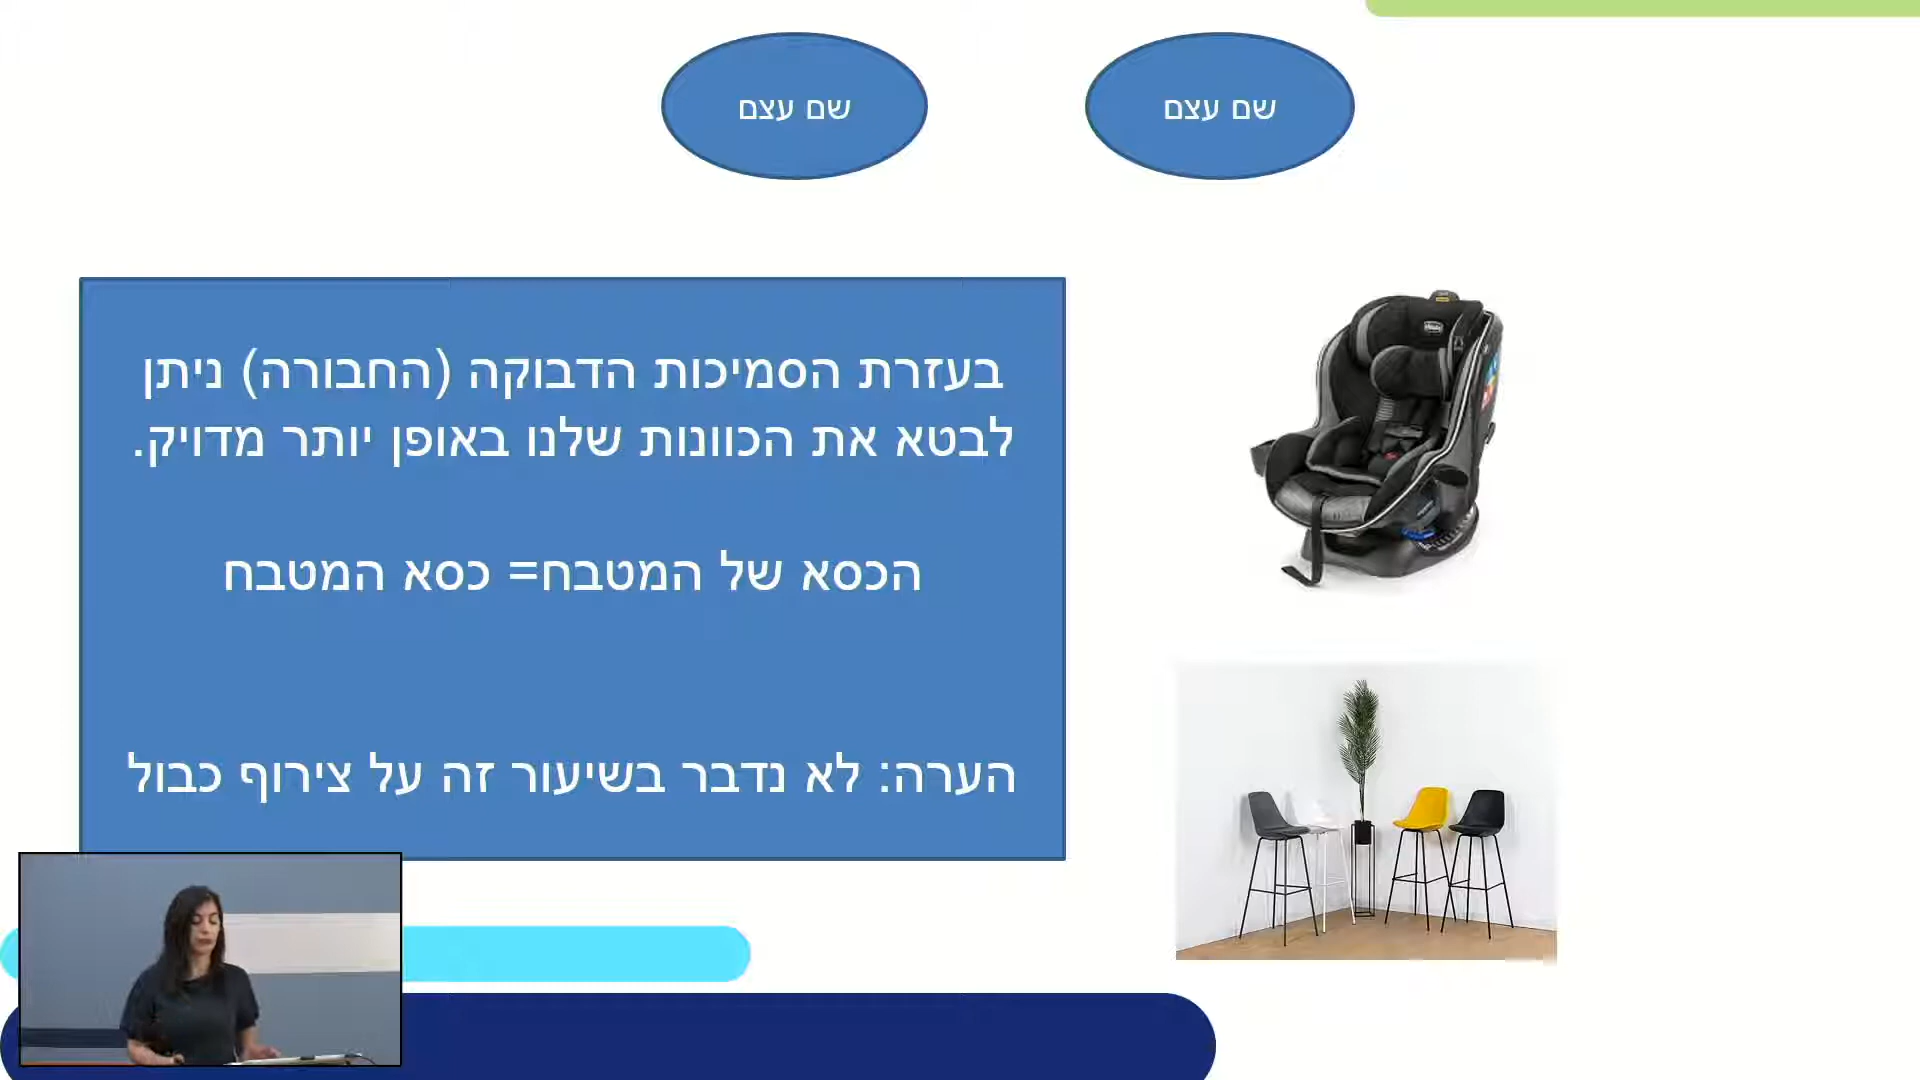 שם עצם
שם עצם
בעזרת הסמיכות הדבוקה (החבורה) ניתן
לבטא את הכוונות שלנו באופן יותר מדויק.
הכסא של המטבח= כסא המטבח
הערה: לא נדבר בשיעור זה על צירוף כבול